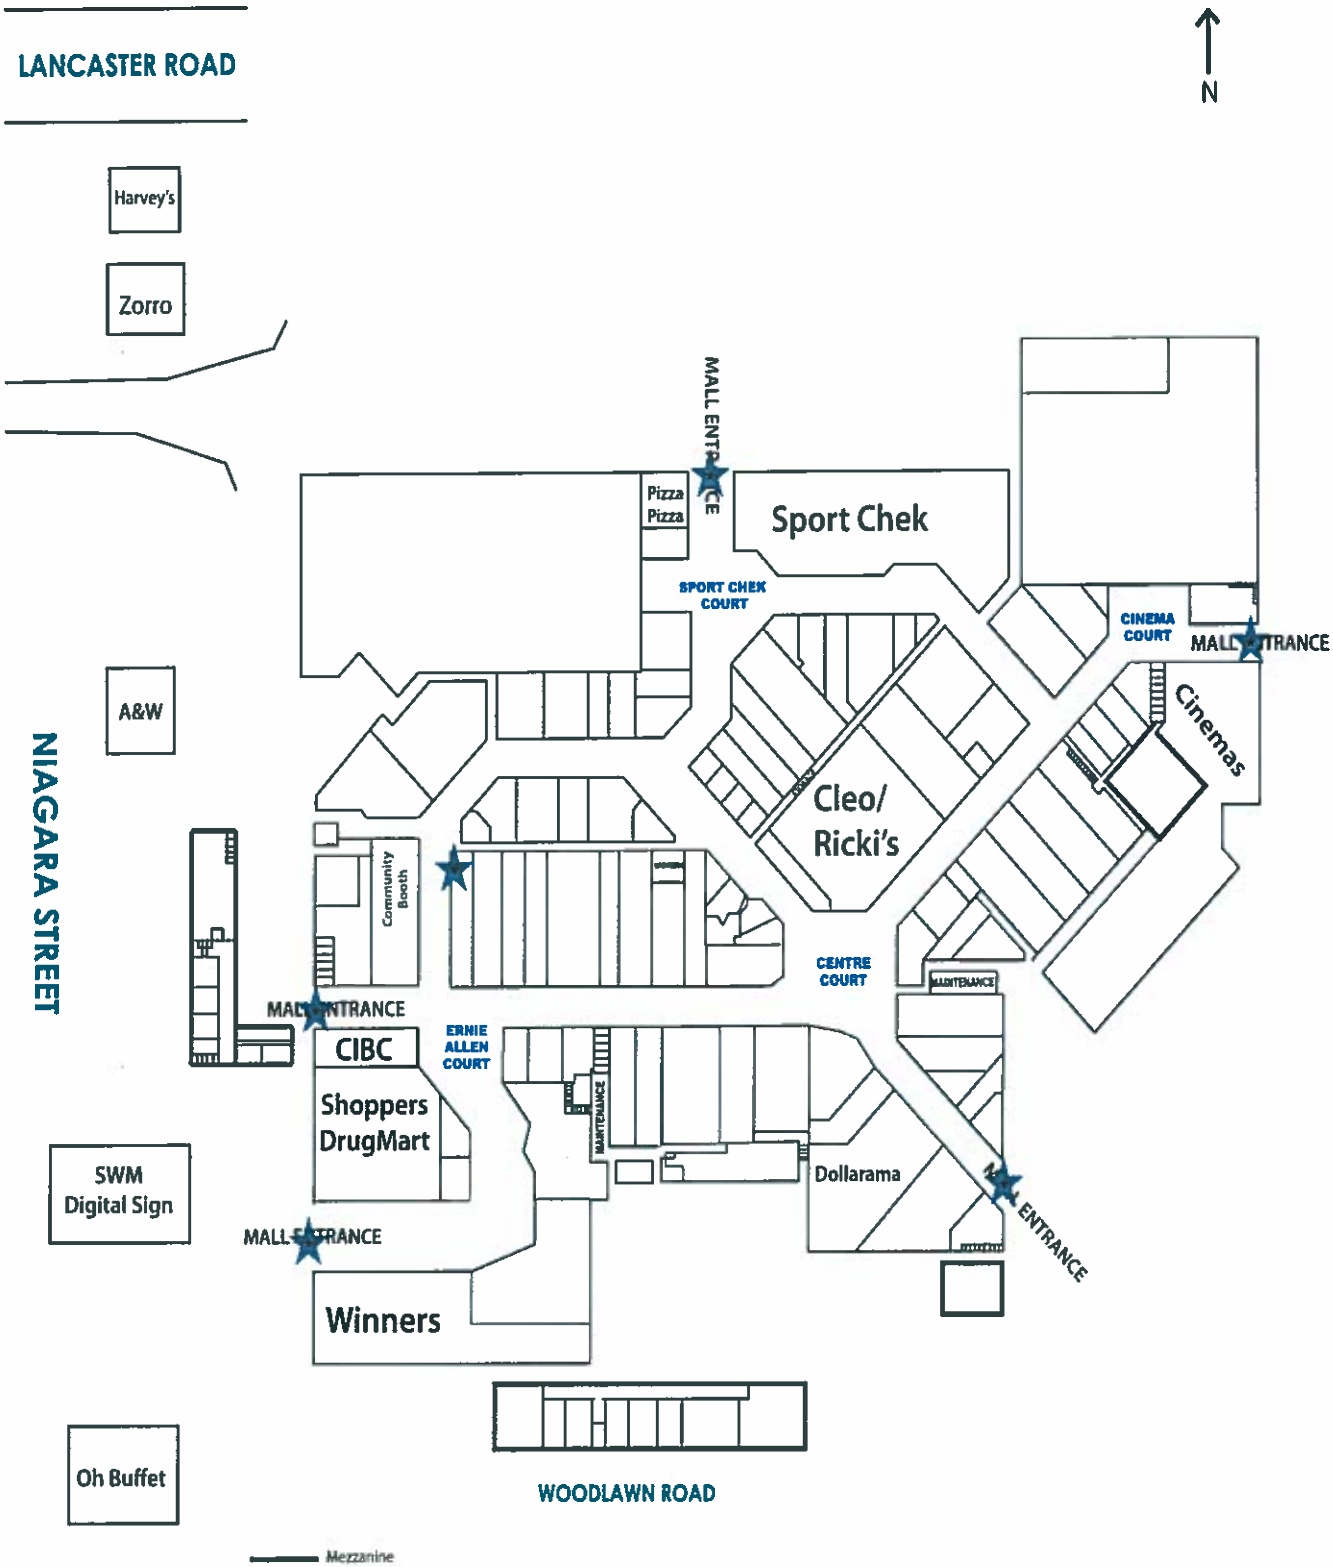 LANCASTER ROAD
N
Harvey's
Zorro
MALL ENTRANCE
Pizza
Pizza
Sport Chek
SPORT CHEK
COURT
CINEMA
COURT
MALL ENTRANCE
Cinemas
A&W
NIAGARA STREET
Cleo/
Ricki's
Community
Booth
CENTRE
COURT
MAINTENANCE
MALL ENTRANCE
ERNIE
ALLEN
COURT
CIBC
Shoppers
DrugMart
MAINTENANCE
Dollarama
SWM
Digital Sign
MALL ENTRANCE
MALL ENTRANCE
Winners
Oh Buffet
WOODLAWN ROAD
Mezzanine